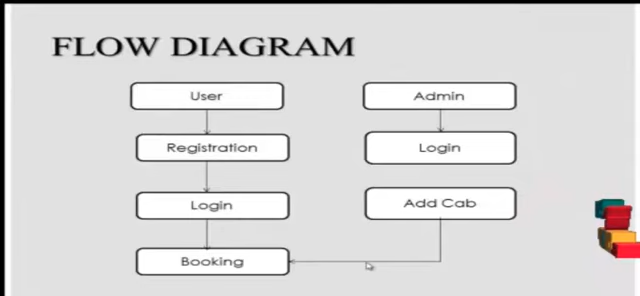 FLOW DIAGRAM
User
Admin
Registration
Login
Login
Add Cab
Booking